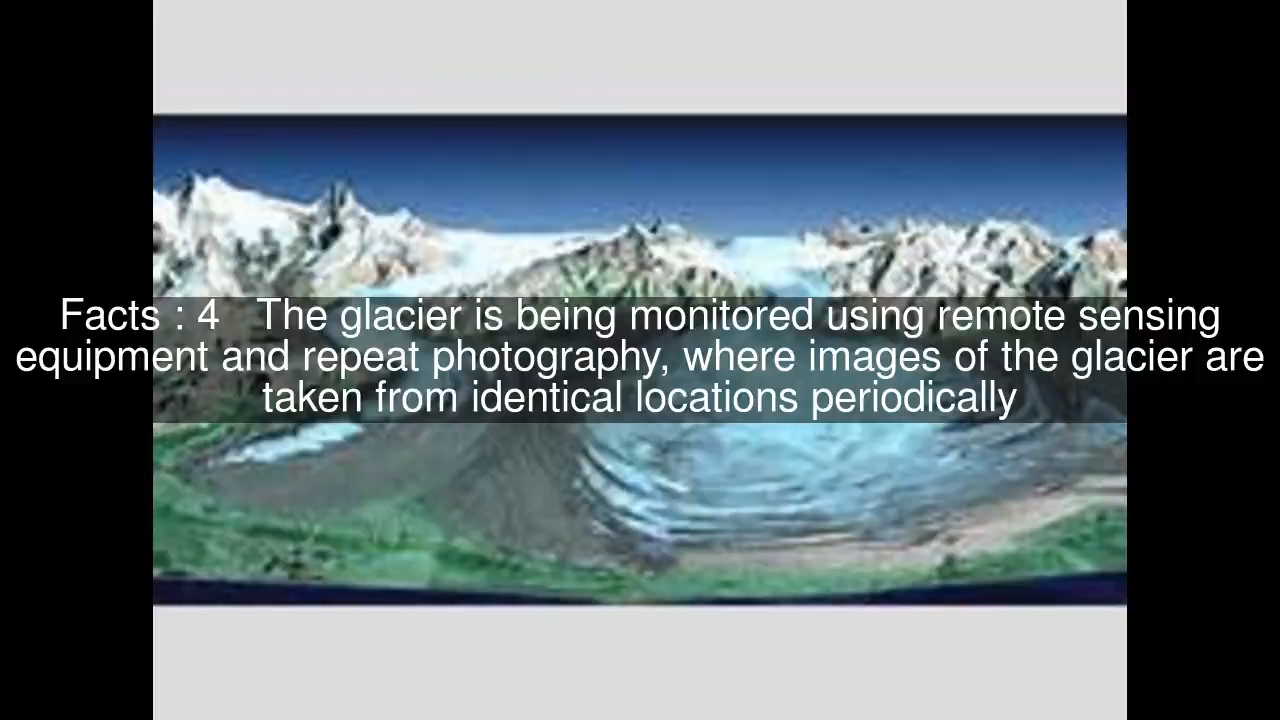 Facts : 4 The glacier is being monitored using remote sensing
equipment and repeat photography, where images of the glacier are
taken from identical locations periodically